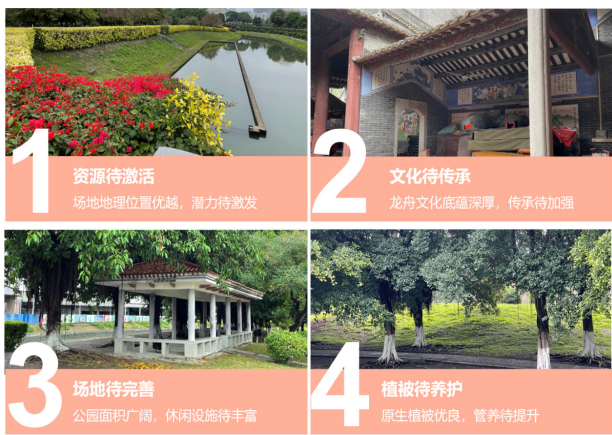 1
资源待激活
场地地理位置优越，潜力待激发
2
文化待传承
龙舟文化底蕴深厚，传承待加强
3
场地待完善
公园面积广阔，休闲设施待丰富
4
植被待养护
原生植被优良，管养待提升